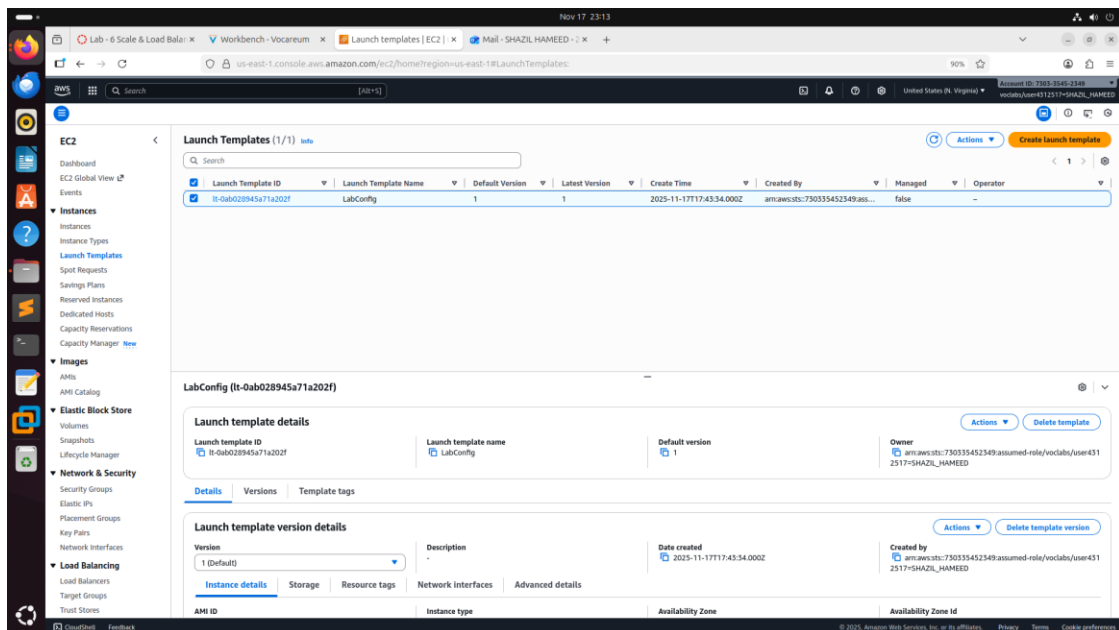 Nov 17 23:13
Lab - 6 Scale & Load Balan
Workbench - Vocareum
Launch templates | EC2 |
Mail - SHAZIL HAMEED -
us-east-1.console.aws.amazon.com/ec2/home?region=us-east-1#LaunchTemplates:
90%
aws
Search
[Alt+S]
United States (N. Virginia)
Account ID: 7303-3545-2349
voclabs/user4312517=SHAZIL_HAMEED
EC2
Dashboard
EC2 Global View
Events
Instances
Instances
Instance Types
Launch Templates
Spot Requests
Savings Plans
Reserved Instances
Dedicated Hosts
Capacity Reservations
Capacity Manager New
Images
AMIs
AMI Catalog
Elastic Block Store
Volumes
Snapshots
Lifecycle Manager
Network & Security
Security Groups
Elastic IPs
Placement Groups
Key Pairs
Network Interfaces
Load Balancing
Load Balancers
Target Groups
Trust Stores
Launch Templates (1/1) Info
Actions
Create launch template
Search
1
Launch Template ID Launch Template Name Default Version Latest Version Create Time Created By Managed Operator
lt-0ab028945a71a202f LabConfig 1 1 2025-11-17T17:43:34.000Z arn:aws:sts::730335452349:ass... false –
LabConfig (lt-0ab028945a71a202f)
Launch template details
Actions
Delete template
Launch template ID Launch template name Default version Owner
lt-0ab028945a71a202f LabConfig 1 arn:aws:sts::730335452349:assumed-role/voclabs/user431
2517=SHAZIL_HAMEED
Details Versions Template tags
Launch template version details
Actions
Delete template version
Version Description Date created Created by
1 (Default) - 2025-11-17T17:43:34.000Z arn:aws:sts::730335452349:assumed-role/voclabs/user431
2517=SHAZIL_HAMEED
Instance details Storage Resource tags Network interfaces Advanced details
AMI ID Instance type Availability Zone Availability Zone Id
CloudShell Feedback
© 2025, Amazon Web Services, Inc. or its affiliates. Privacy Terms Cookie preferences